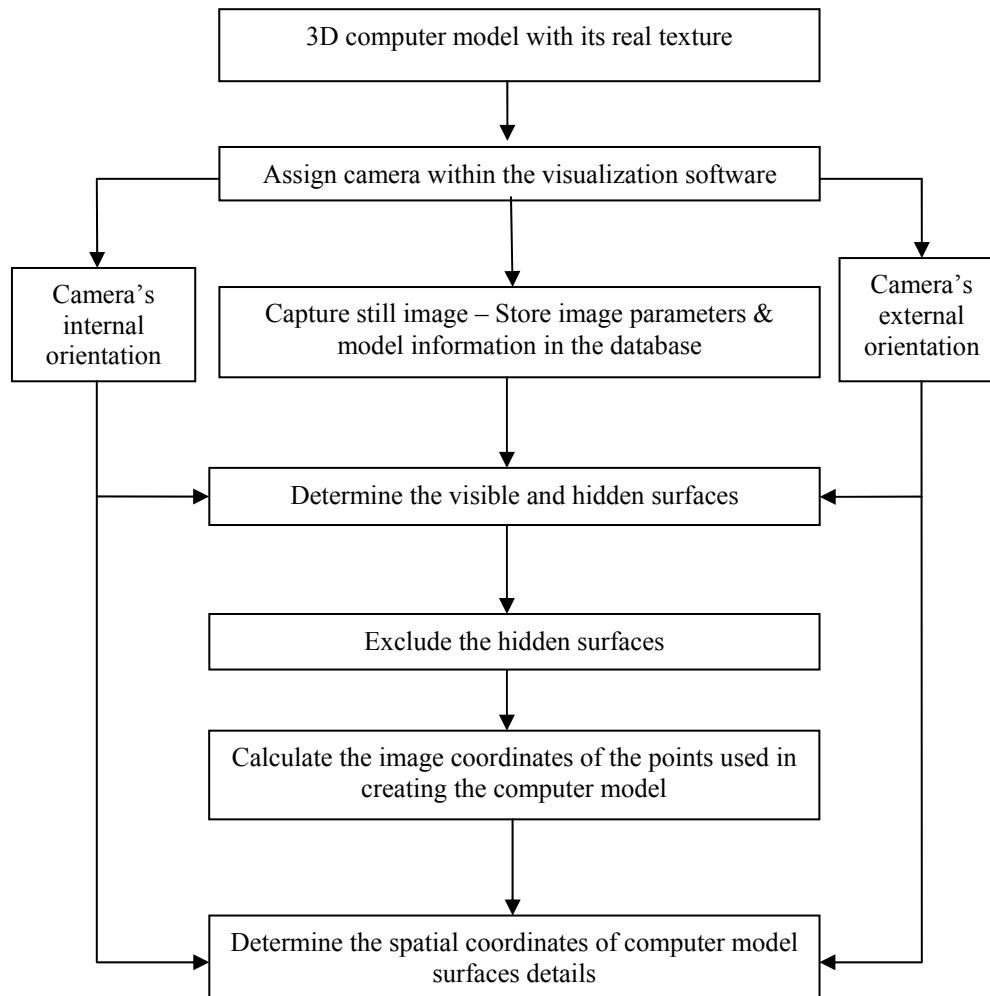 3D computer model with its real texture
Assign camera within the visualization software
Camera’s
internal
orientation
Capture still image – Store image parameters &
model information in the database
Camera’s
external
orientation
Determine the visible and hidden surfaces
Exclude the hidden surfaces
Calculate the image coordinates of the points used in
creating the computer model
Determine the spatial coordinates of computer model
surfaces details